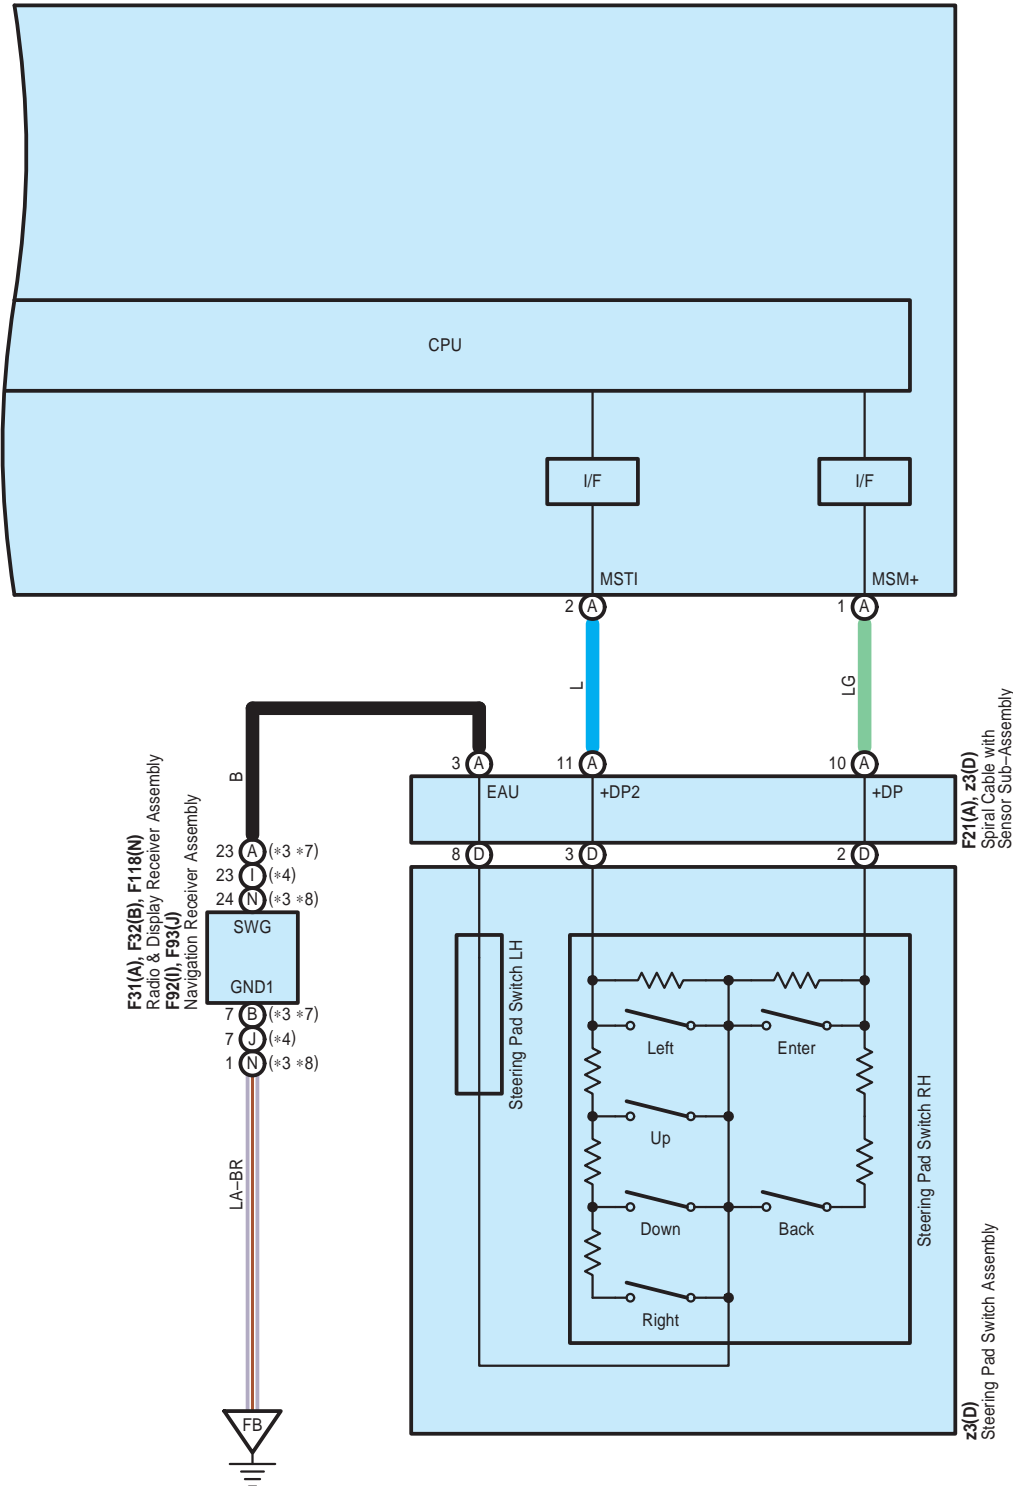 CPU
I/F
I/F
MSTI
MSM+
2 A
1 A
L
LG
B
3 A
11 A
10 A
EAU
+DP2
+DP
F21(A), z3(D)
Spiral Cable with
Sensor Sub−Assembly
8 D
3 D
2 D
23 A (*3 *7)
23 I (*4)
24 N (*3 *8)
SWG
GND1
7 B (*3 *7)
7 J (*4)
1 N (*3 *8)
F31(A), F32(B), F118(N)
Radio & Display Receiver Assembly
F92(I), F93(J)
Navigation Receiver Assembly
LA−BR
FB
Steering Pad Switch LH
Left
Enter
Up
Down
Back
Right
Steering Pad Switch RH
z3(D)
Steering Pad Switch Assembly